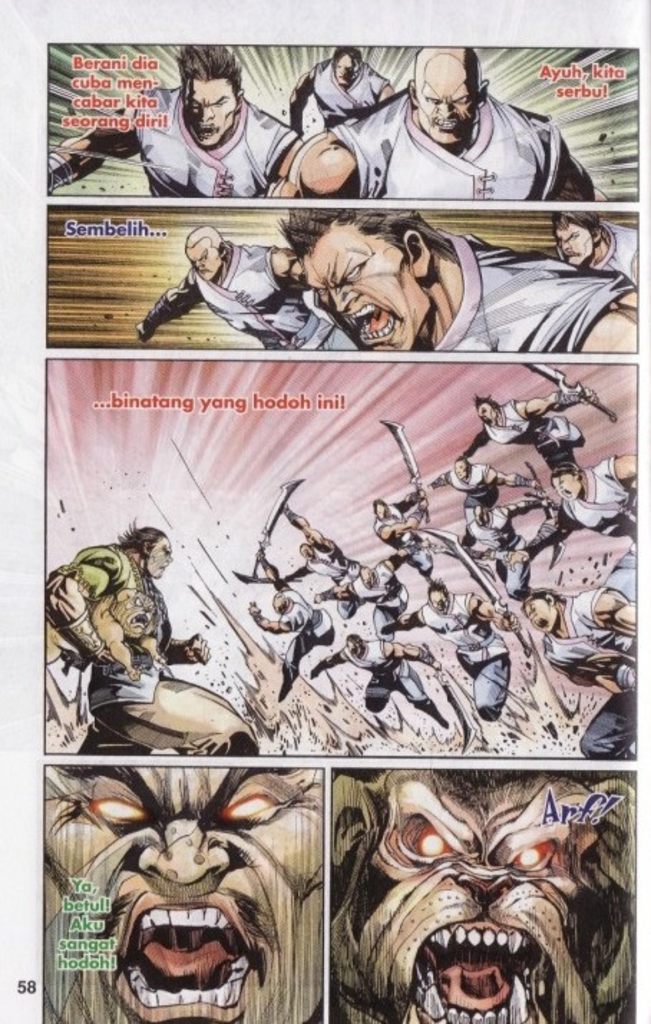 Berani dia
cuba men-
cabar kita
seorang diri!
Ayuh, kita
serbu!
Sembelih...
...binatang yang hodoh ini!
Ya,
betul!
Aku
sangat
hodoh!
Arf!
58